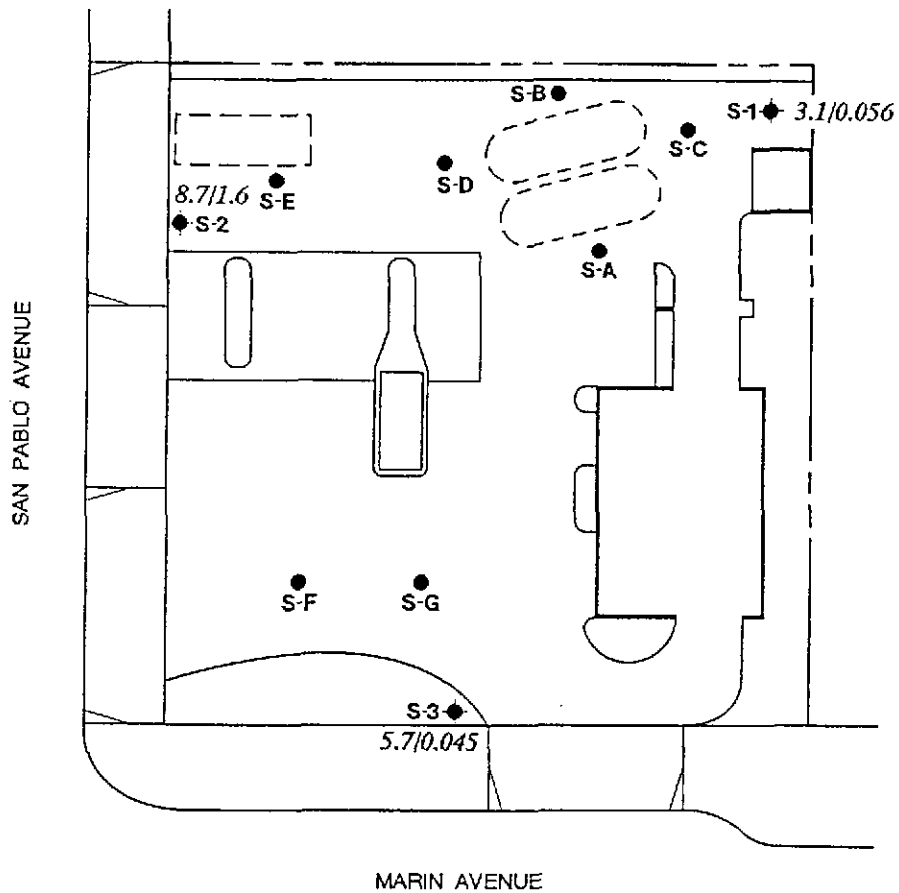 S-B
S-1 3.1/0.056
S-C
S-D
8.7/1.6
S-E
S-2
S-A
SAN PABLO AVENUE
S-F
S-G
S-3
5.7/0.045
MARIN AVENUE